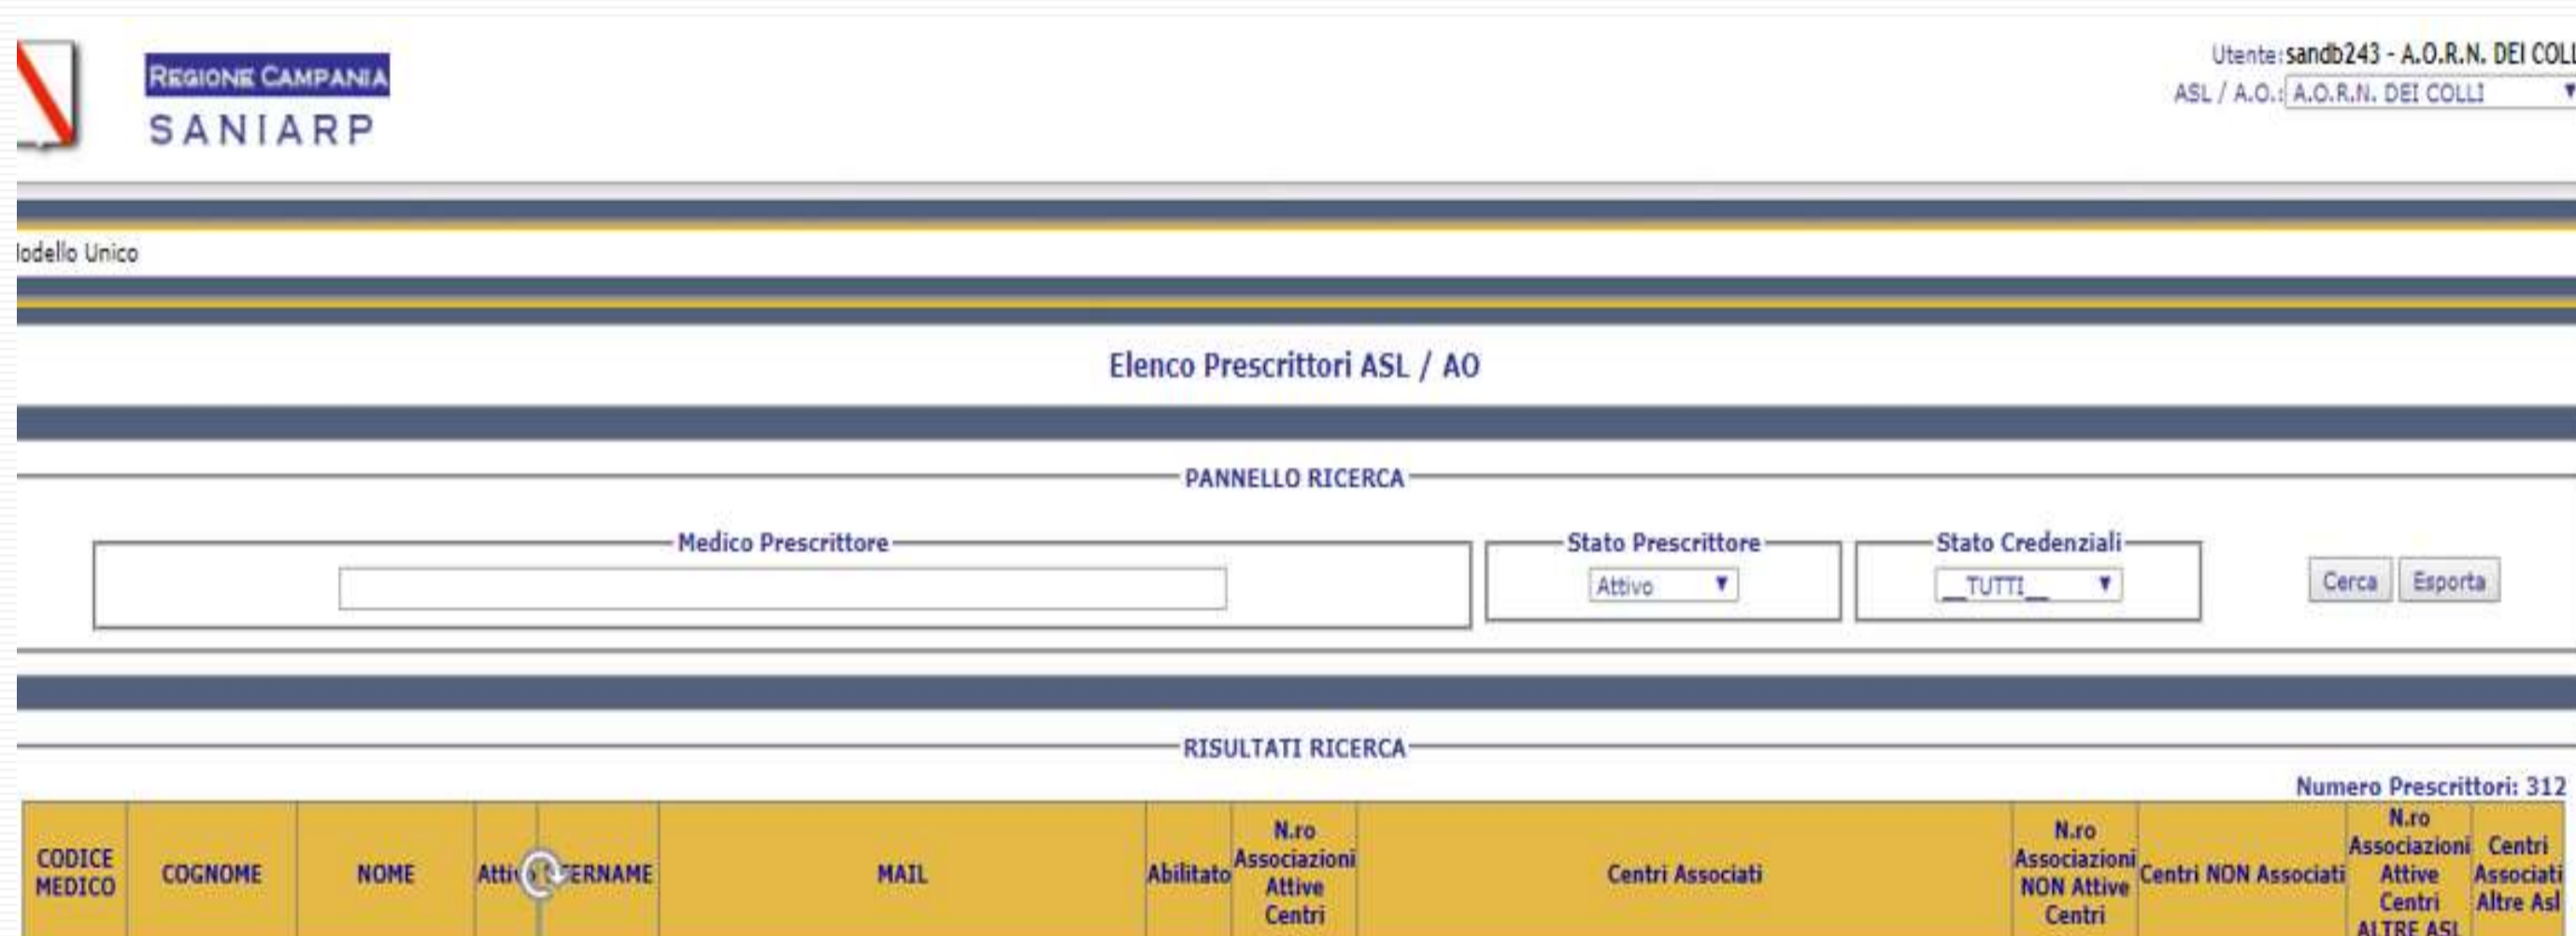 REGIONE CAMPANIA
SANIARP
Utente: sandb243 - A.O.R.N. DEI COLL
ASL / A.O.: A.O.R.N. DEI COLLI
odello Unico
Elenco Prescrittori ASL / AO
PANNELLO RICERCA
Medico Prescrittore
Stato Prescrittore
Stato Credenziali
Attivo
__TUTTI__
Cerca
Esporta
RISULTATI RICERCA
Numero Prescrittori: 312
CODICE
MEDICO
COGNOME
NOME
Attiv
ERNAME
MAIL
Abilitato
N.ro
Associazioni
Attive
Centri
Centri Associati
N.ro
Associazioni
NON Attive
Centri
Centri NON Associati
N.ro
Associazioni
Attive
Centri
ALTRE ASL
Centri
Associati
Altre Asl